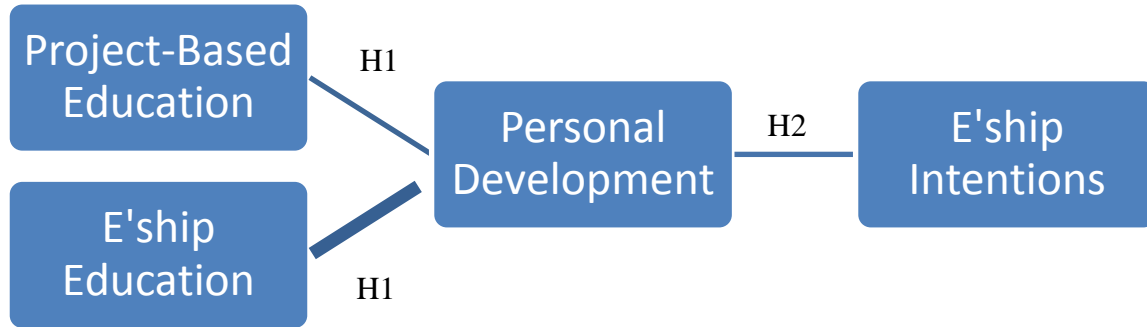 Project-Based
Education
H1
E'ship
Education
H1
Personal
Development
H2
E'ship
Intentions